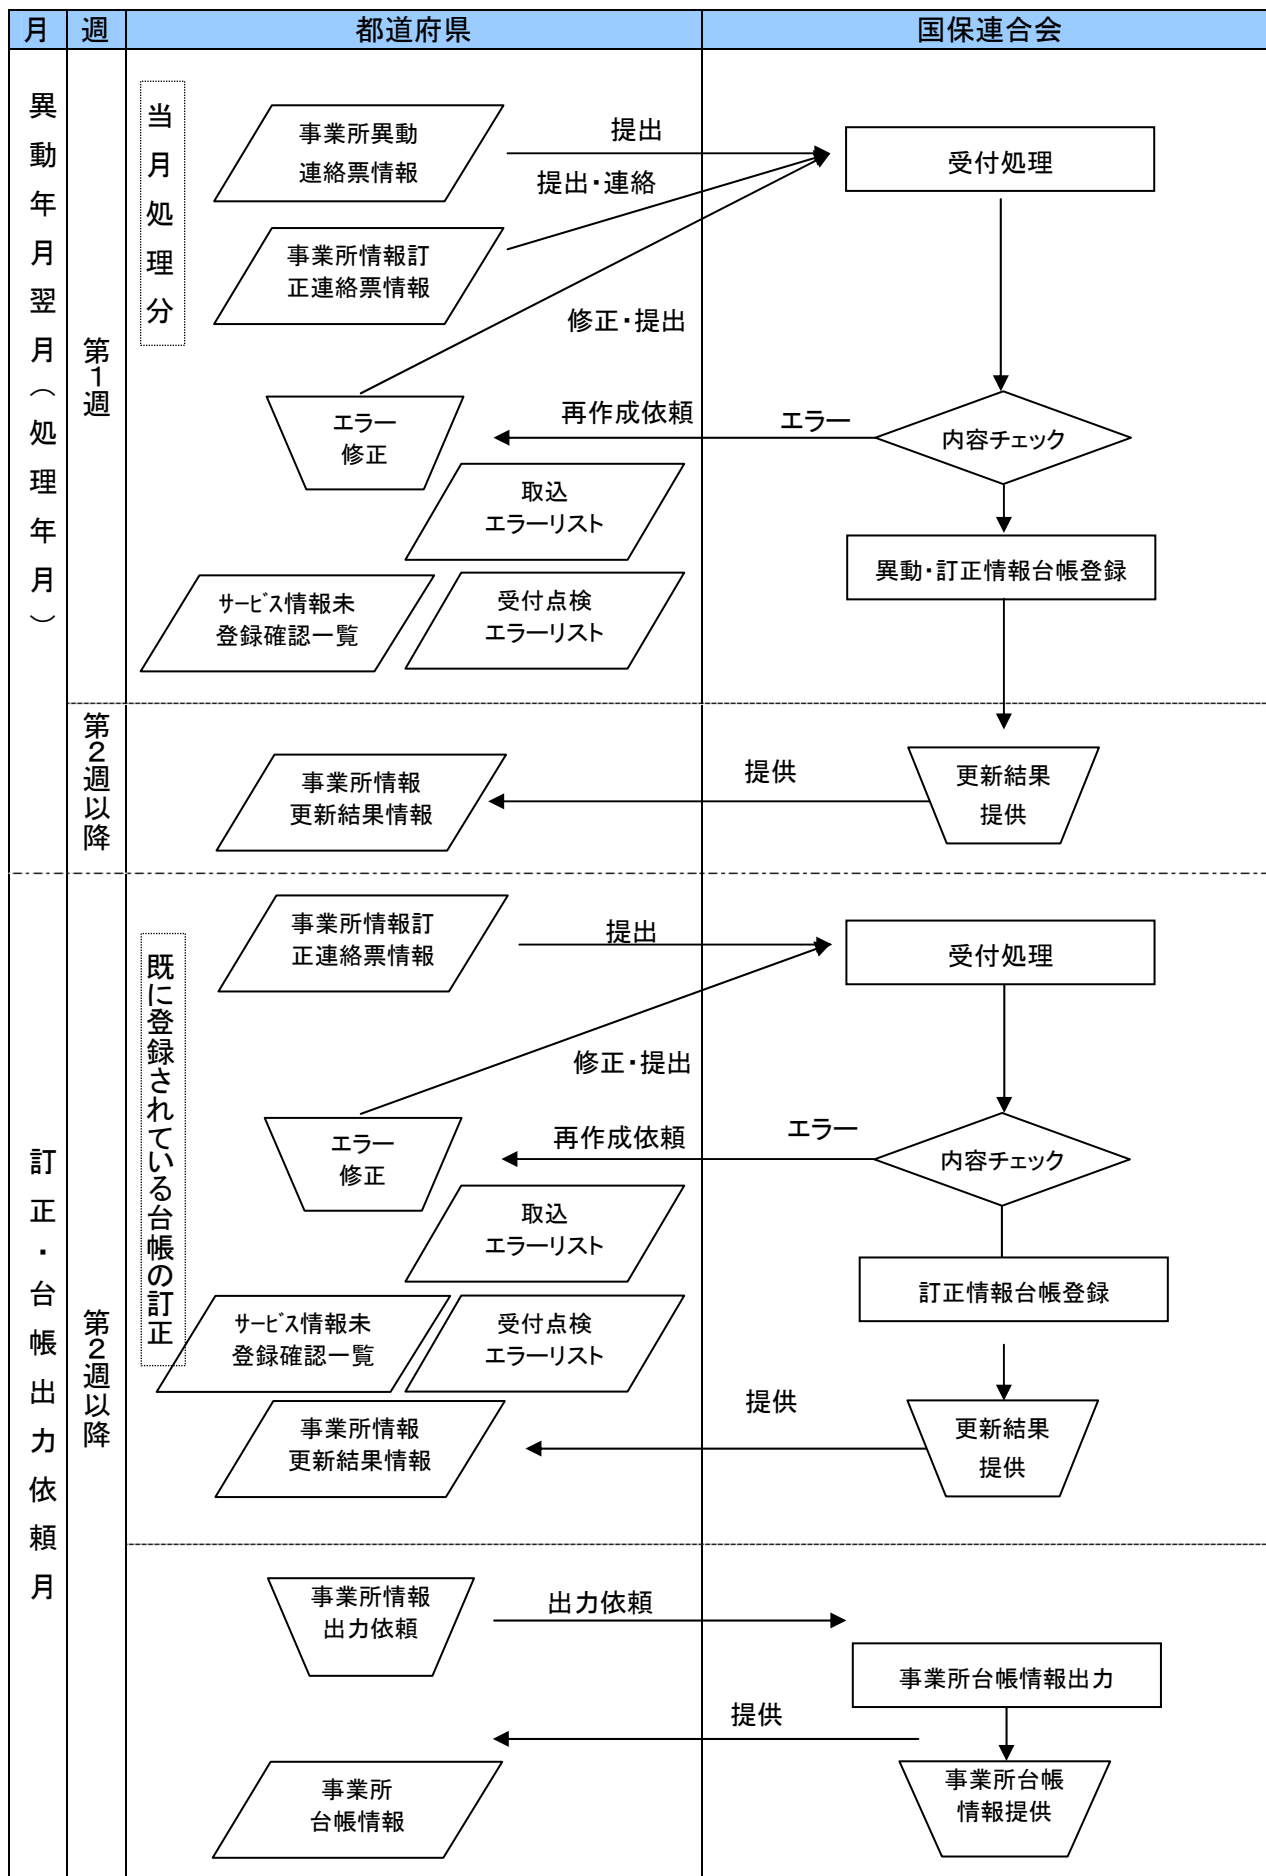 月
週
都道府県
国保連合会
異動年月翌月（処理年月）
第1週
当月処理分
事業所異動
連絡票情報
提出
受付処理
提出・連絡
事業所情報訂
正連絡票情報
修正・提出
エラー
修正
再作成依頼
エラー
内容チェック
取込
エラーリスト
異動・訂正情報台帳登録
サービス情報未
登録確認一覧
受付点検
エラーリスト
第2週以降
事業所情報
更新結果情報
提供
更新結果
提供
訂正・台帳出力依頼月
第2週以降
既に登録されている台帳の訂正
事業所情報訂
正連絡票情報
提出
受付処理
修正・提出
エラー
修正
再作成依頼
エラー
内容チェック
取込
エラーリスト
訂正情報台帳登録
サービス情報未
登録確認一覧
受付点検
エラーリスト
事業所情報
更新結果情報
提供
更新結果
提供
事業所情報
出力依頼
出力依頼
事業所台帳情報出力
提供
事業所
台帳情報
事業所台帳
情報提供